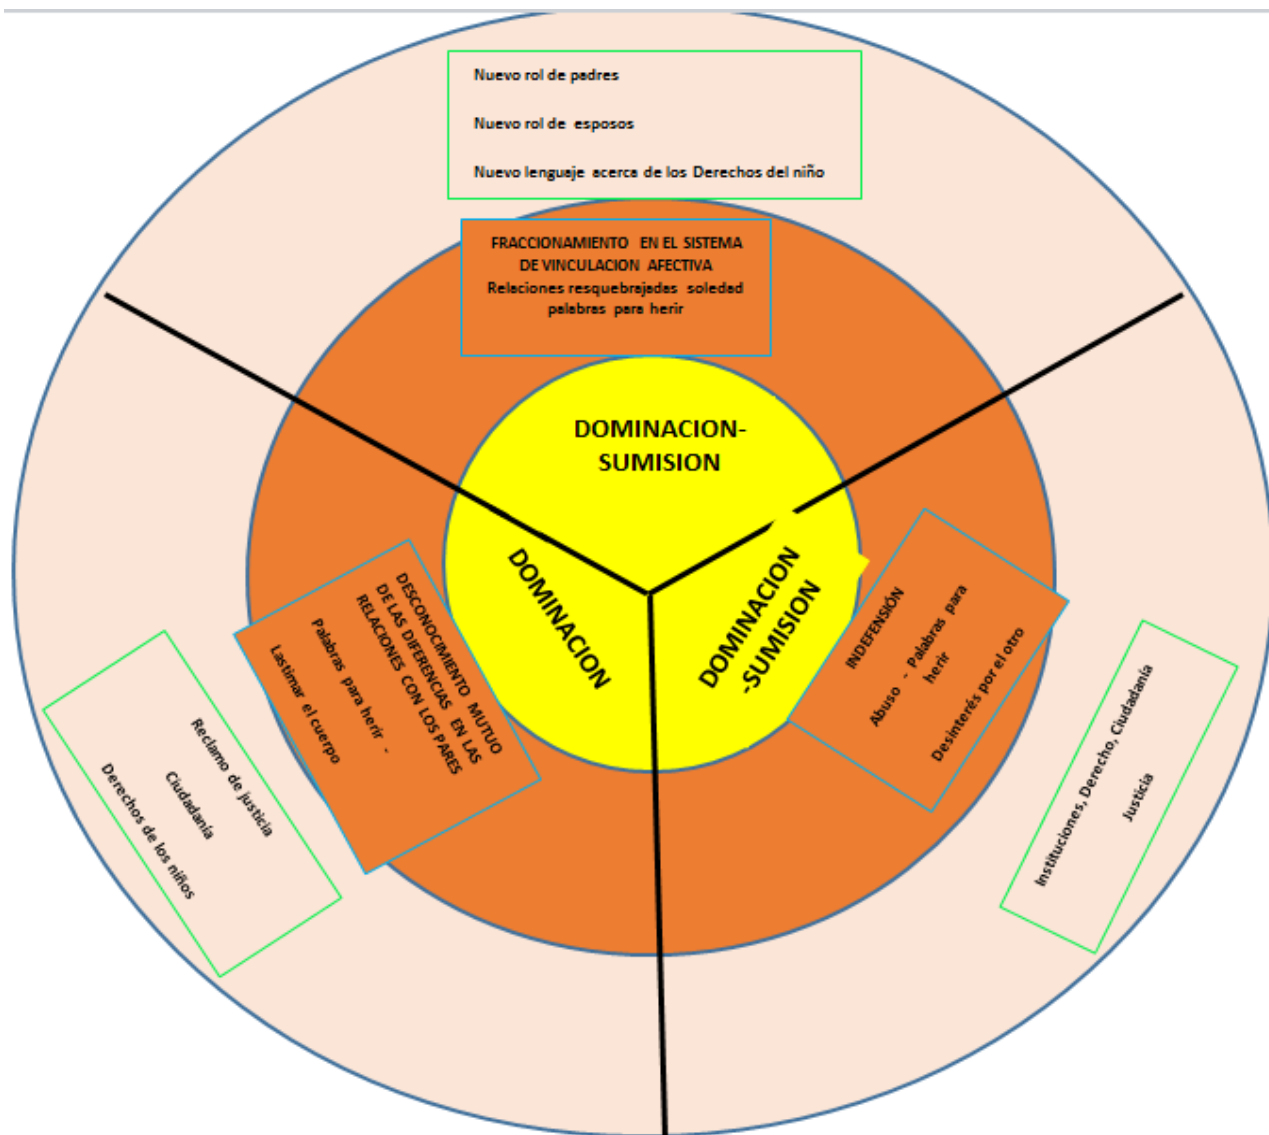 Nuevo rol de padres
Nuevo rol de esposos
Nuevo lenguaje acerca de los Derechos del niño
FRACCIONAMIENTO EN EL SISTEMA
DE VINCULACION AFECTIVA
Relaciones resquebrajadas soledad
palabras para herir
DOMINACION-
SUMISION
DOMINACION
DOMINACION
-SUMISION
DESCONOCIMIENTO MUTUO
DE LAS DIFERENCIAS EN LAS
RELACIONES CON LOS PARES
Palabras para herir -
Lastimar el cuerpo
INDEFENSIÓN
Abuso - Palabras para
herir
Desinterés por el otro
Reclamo de justicia
Ciudadanía
Derechos de los niños
Instituciones, Derecho, Ciudadanía
Justicia